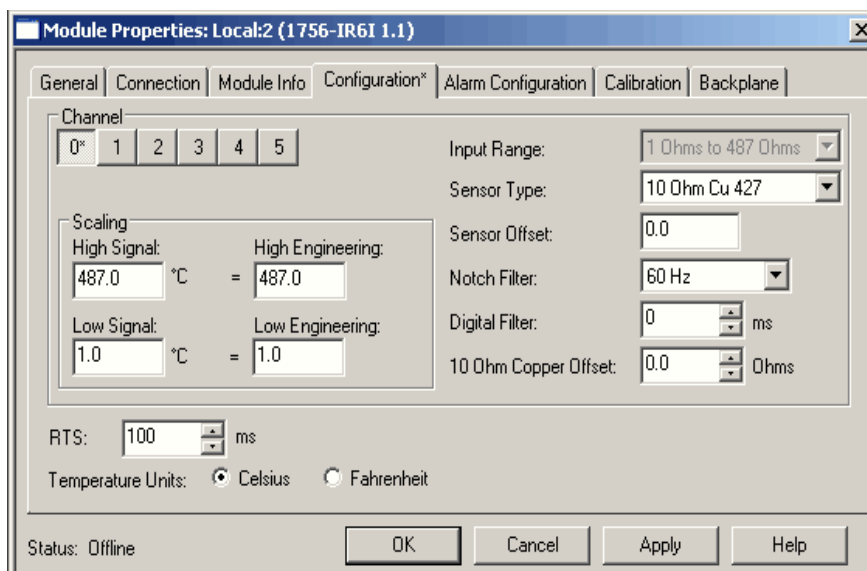 Module Properties: Local:2 (1756-IR6I 1.1)
General Connection Module Info Configuration* Alarm Configuration Calibration Backplane
Channel
0* 1 2 3 4 5
Input Range: 1 Ohms to 487 Ohms
Sensor Type: 10 Ohm Cu 427
Scaling
High Signal: High Engineering:
487.0 °C = 487.0
Low Signal: Low Engineering:
1.0 °C = 1.0
Sensor Offset: 0.0
Notch Filter: 60 Hz
Digital Filter: 0 ms
10 Ohm Copper Offset: 0.0 Ohms
RTS: 100 ms
Temperature Units: Celsius Fahrenheit
Status: Offline OK Cancel Apply Help